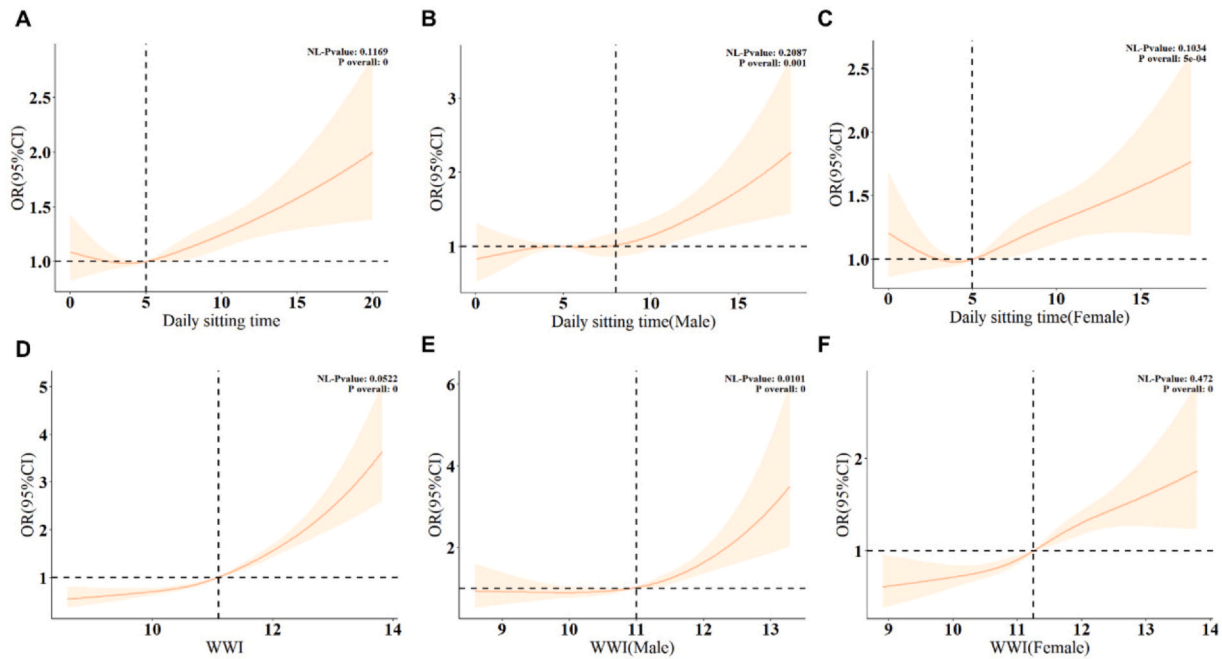 A
NL-Pvalue: 0.1169
P overall: 0
OR(95%CI)
2.5
2.0
1.5
1.0
0 5 10 15 20
Daily sitting time
B
NL-Pvalue: 0.2087
P overall: 0.001
OR(95%CI)
3
2
1
0 5 10 15
Daily sitting time(Male)
C
NL-Pvalue: 0.1034
P overall: 5e-04
OR(95%CI)
2.5
2.0
1.5
1.0
0 5 10 15
Daily sitting time(Female)
D
NL-Pvalue: 0.0522
P overall: 0
OR(95%CI)
5
4
3
2
1
10 12 14
WWI
E
NL-Pvalue: 0.0101
P overall: 0
OR(95%CI)
6
4
2
9 10 11 12 13
WWI(Male)
F
NL-Pvalue: 0.472
P overall: 0
OR(95%CI)
2
1
9 10 11 12 13 14
WWI(Female)